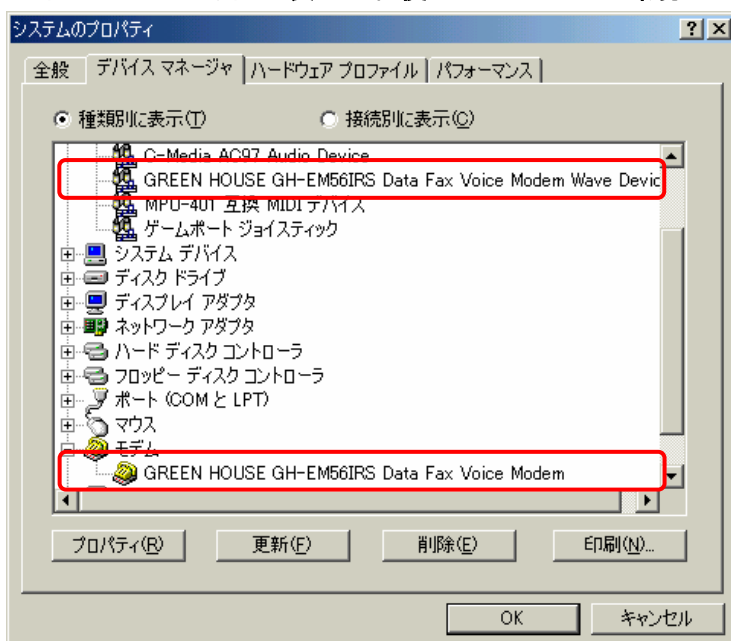 システムのプロパティ
全般 デバイス マネージャ ハードウェア プロファイル パフォーマンス
種類別に表示(T) 接続別に表示(C)
C-Media AC97 Audio Device
GREEN HOUSE GH-EM56IRS Data Fax Voice Modem Wave Devic
MPU-401 互換 MIDI デバイス
ゲームポート ジョイスティック
システム デバイス
ディスク ドライブ
ディスプレイ アダプタ
ネットワーク アダプタ
ハード ディスク コントローラ
フロッピー ディスク コントローラ
ポート (COM と LPT)
マウス
モデム
GREEN HOUSE GH-EM56IRS Data Fax Voice Modem
プロパティ(R) 更新(F) 削除(E) 印刷(N)...
OK キャンセル